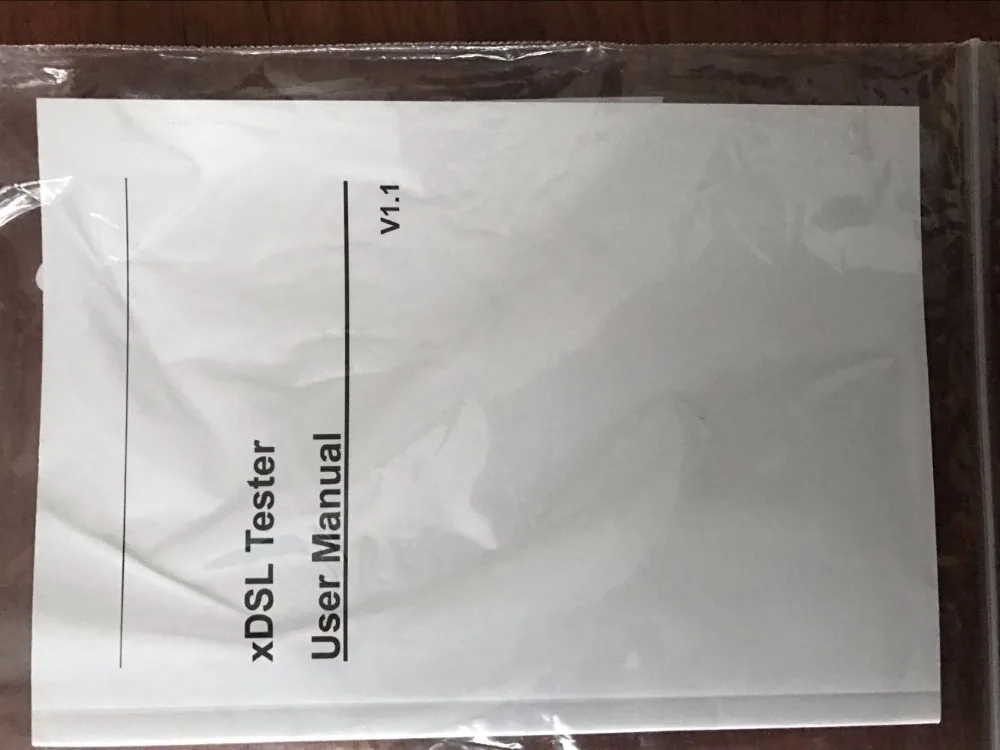 xDSL Tester
User Manual
V1.1